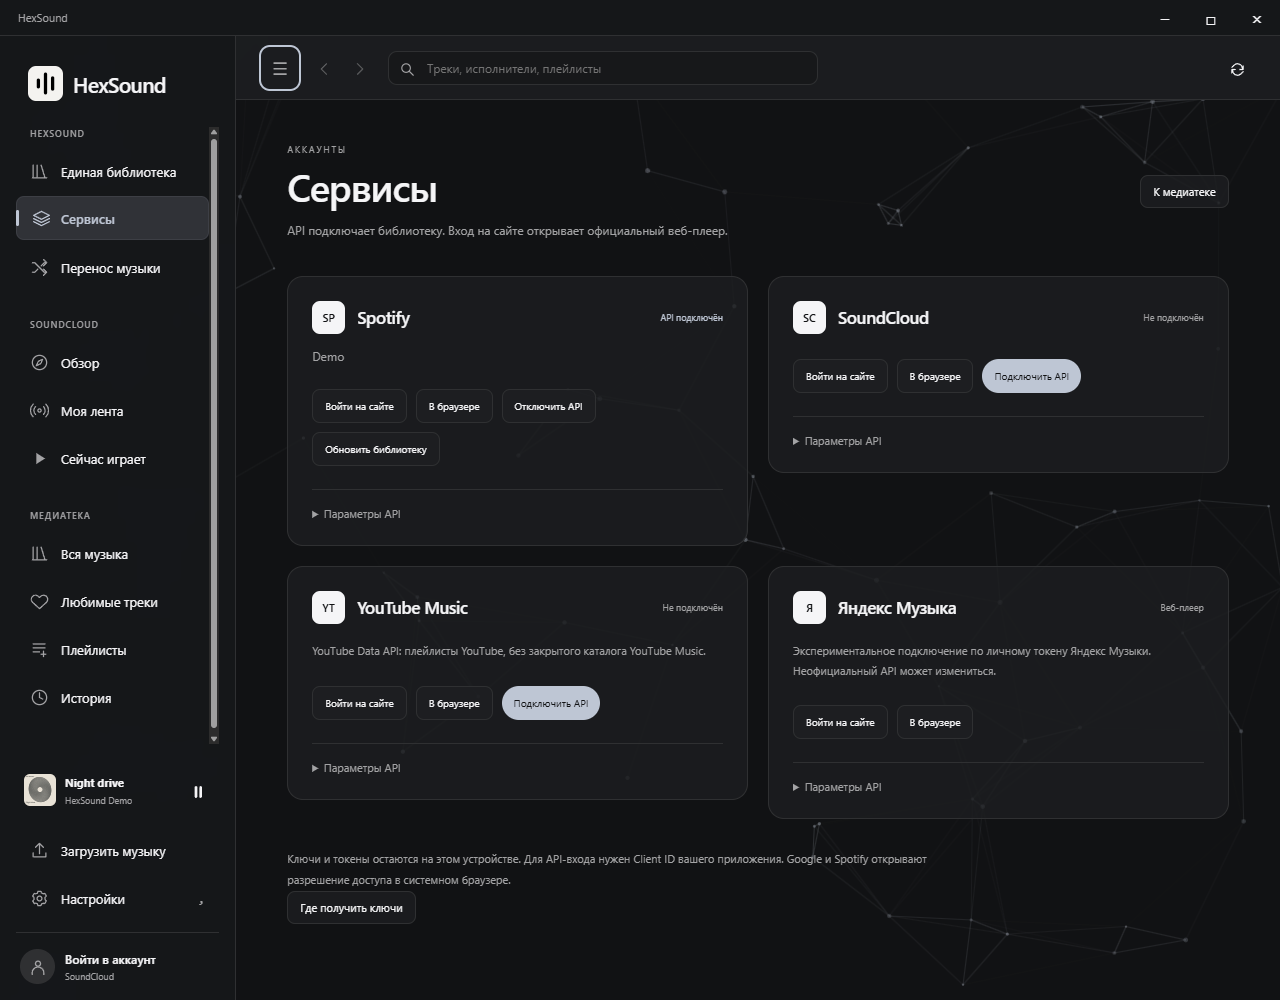 HexSound
HexSound
Треки, исполнители, плейлисты
HEXSOUND
Единая библиотека
Сервисы
Перенос музыки
SOUNDCLOUD
Обзор
Моя лента
Сейчас играет
МЕДИАТЕКА
Вся музыка
Любимые треки
Плейлисты
История
Night drive
HexSound Demo
Загрузить музыку
Настройки
,
Войти в аккаунт
SoundCloud
АККАУНТЫ
Сервисы
К медиатеке
API подключает библиотеку. Вход на сайте открывает официальный веб-плеер.
SP
Spotify
API подключён
Demo
Войти на сайте
В браузере
Отключить API
Обновить библиотеку
Параметры API
SC
SoundCloud
Не подключён
Войти на сайте
В браузере
Подключить API
Параметры API
YT
YouTube Music
Не подключён
YouTube Data API: плейлисты YouTube, без закрытого каталога YouTube Music.
Войти на сайте
В браузере
Подключить API
Параметры API
Я
Яндекс Музыка
Веб-плеер
Экспериментальное подключение по личному токену Яндекс Музыки.
Неофициальный API может измениться.
Войти на сайте
В браузере
Параметры API
Ключи и токены остаются на этом устройстве. Для API-входа нужен Client ID вашего приложения. Google и Spotify открывают
разрешение доступа в системном браузере.
Где получить ключи